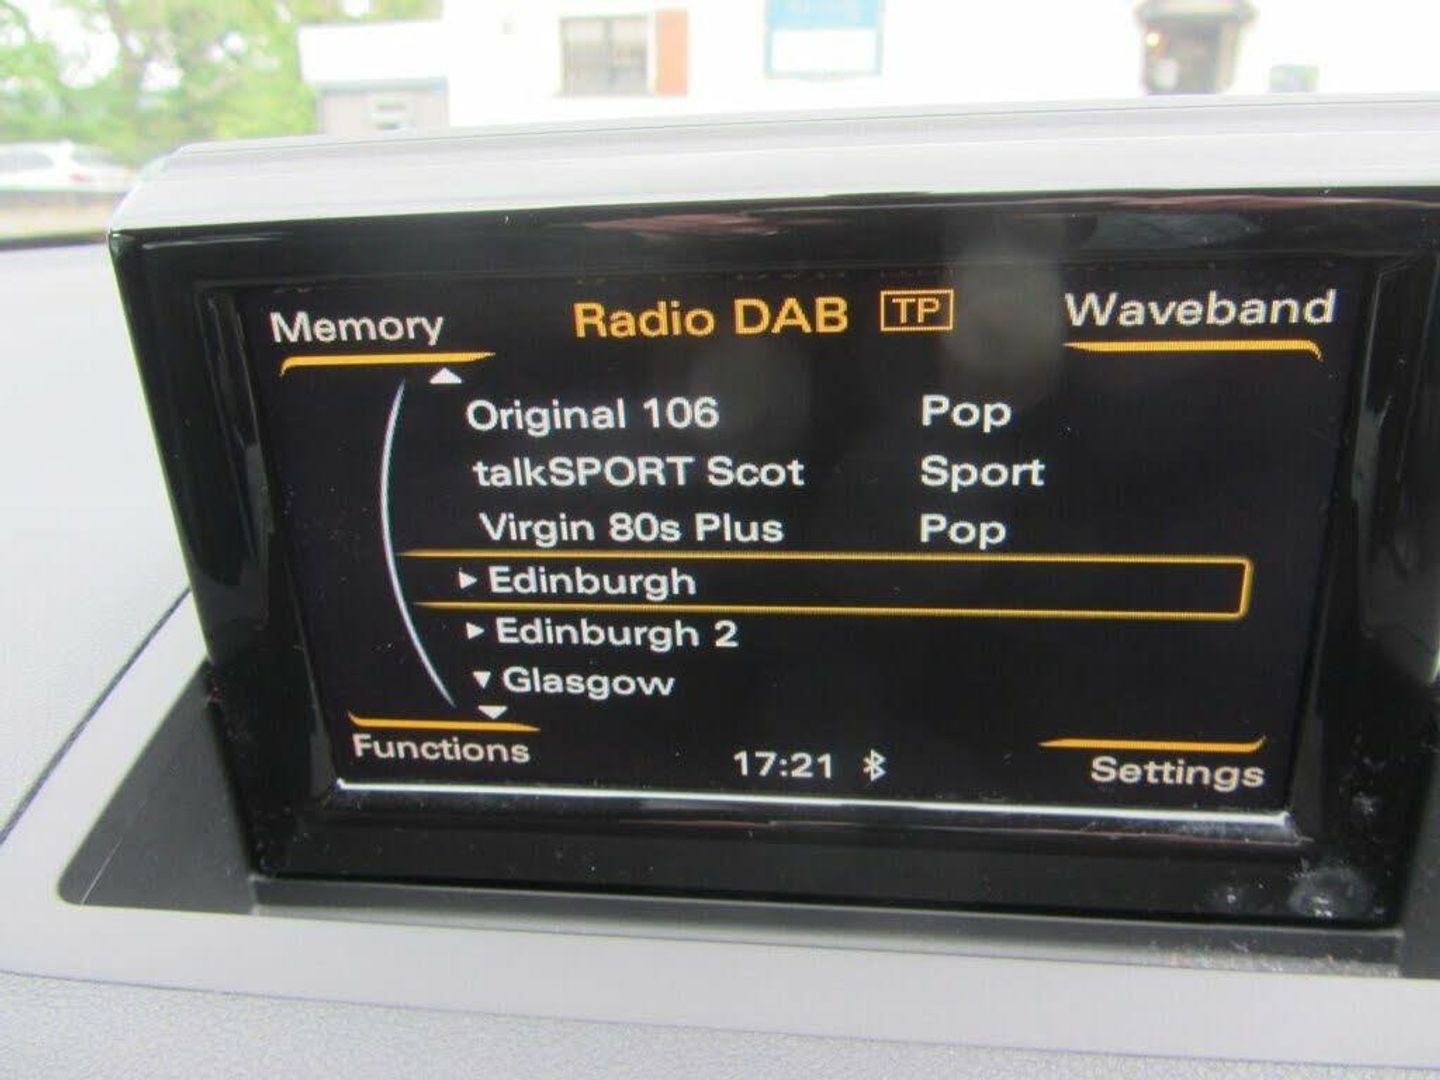 Memory Radio DAB TP Waveband
Original 106 Pop
talkSPORT Scot Sport
Virgin 80s Plus Pop
Edinburgh
Edinburgh 2
Glasgow
Functions 17:21 Settings